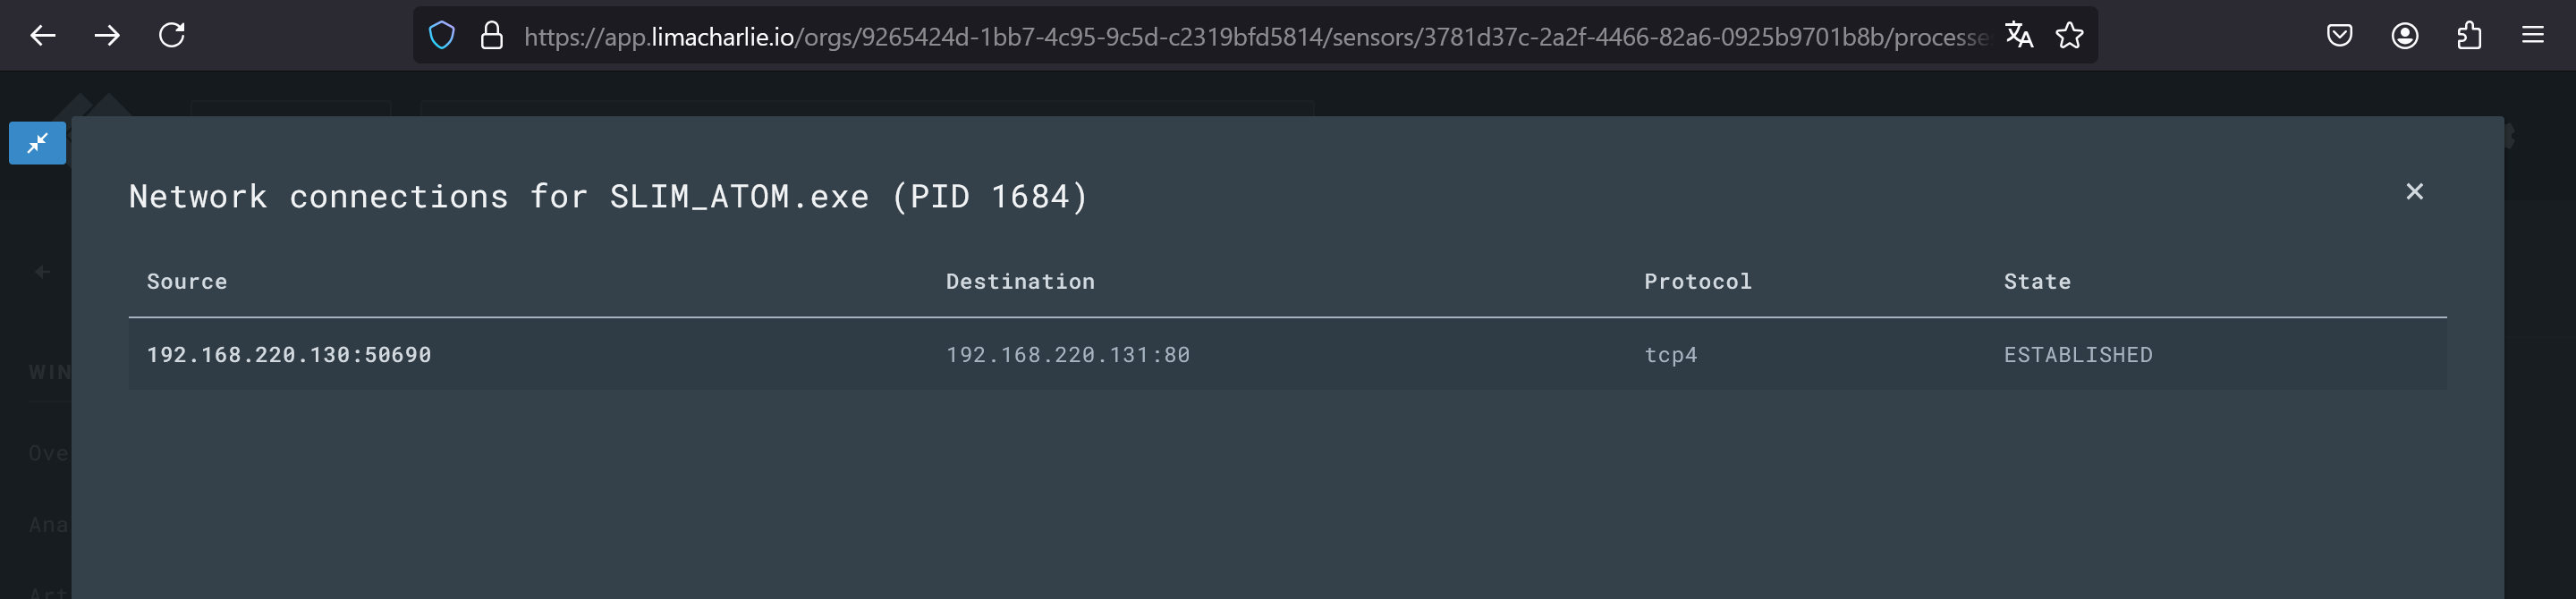 https://app.limacharlie.io/orgs/9265424d-1bb7-4c95-9c5d-c2319bfd5814/sensors/3781d37c-2a2f-4466-82a6-0925b9701b8b/processe
Network connections for SLIM_ATOM.exe (PID 1684)
Source Destination Protocol State
192.168.220.130:50690 192.168.220.131:80 tcp4 ESTABLISHED
WIN
Ove
Ana
Art